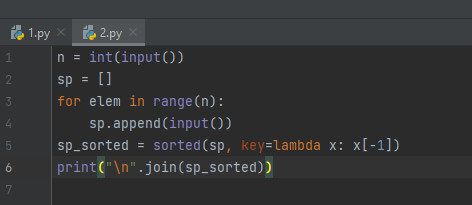 1.py 2.py
1 n = int(input())
2 sp = []
3 for elem in range(n):
4     sp.append(input())
5 sp_sorted = sorted(sp, key=lambda x: x[-1])
6 print("\n".join(sp_sorted))
7